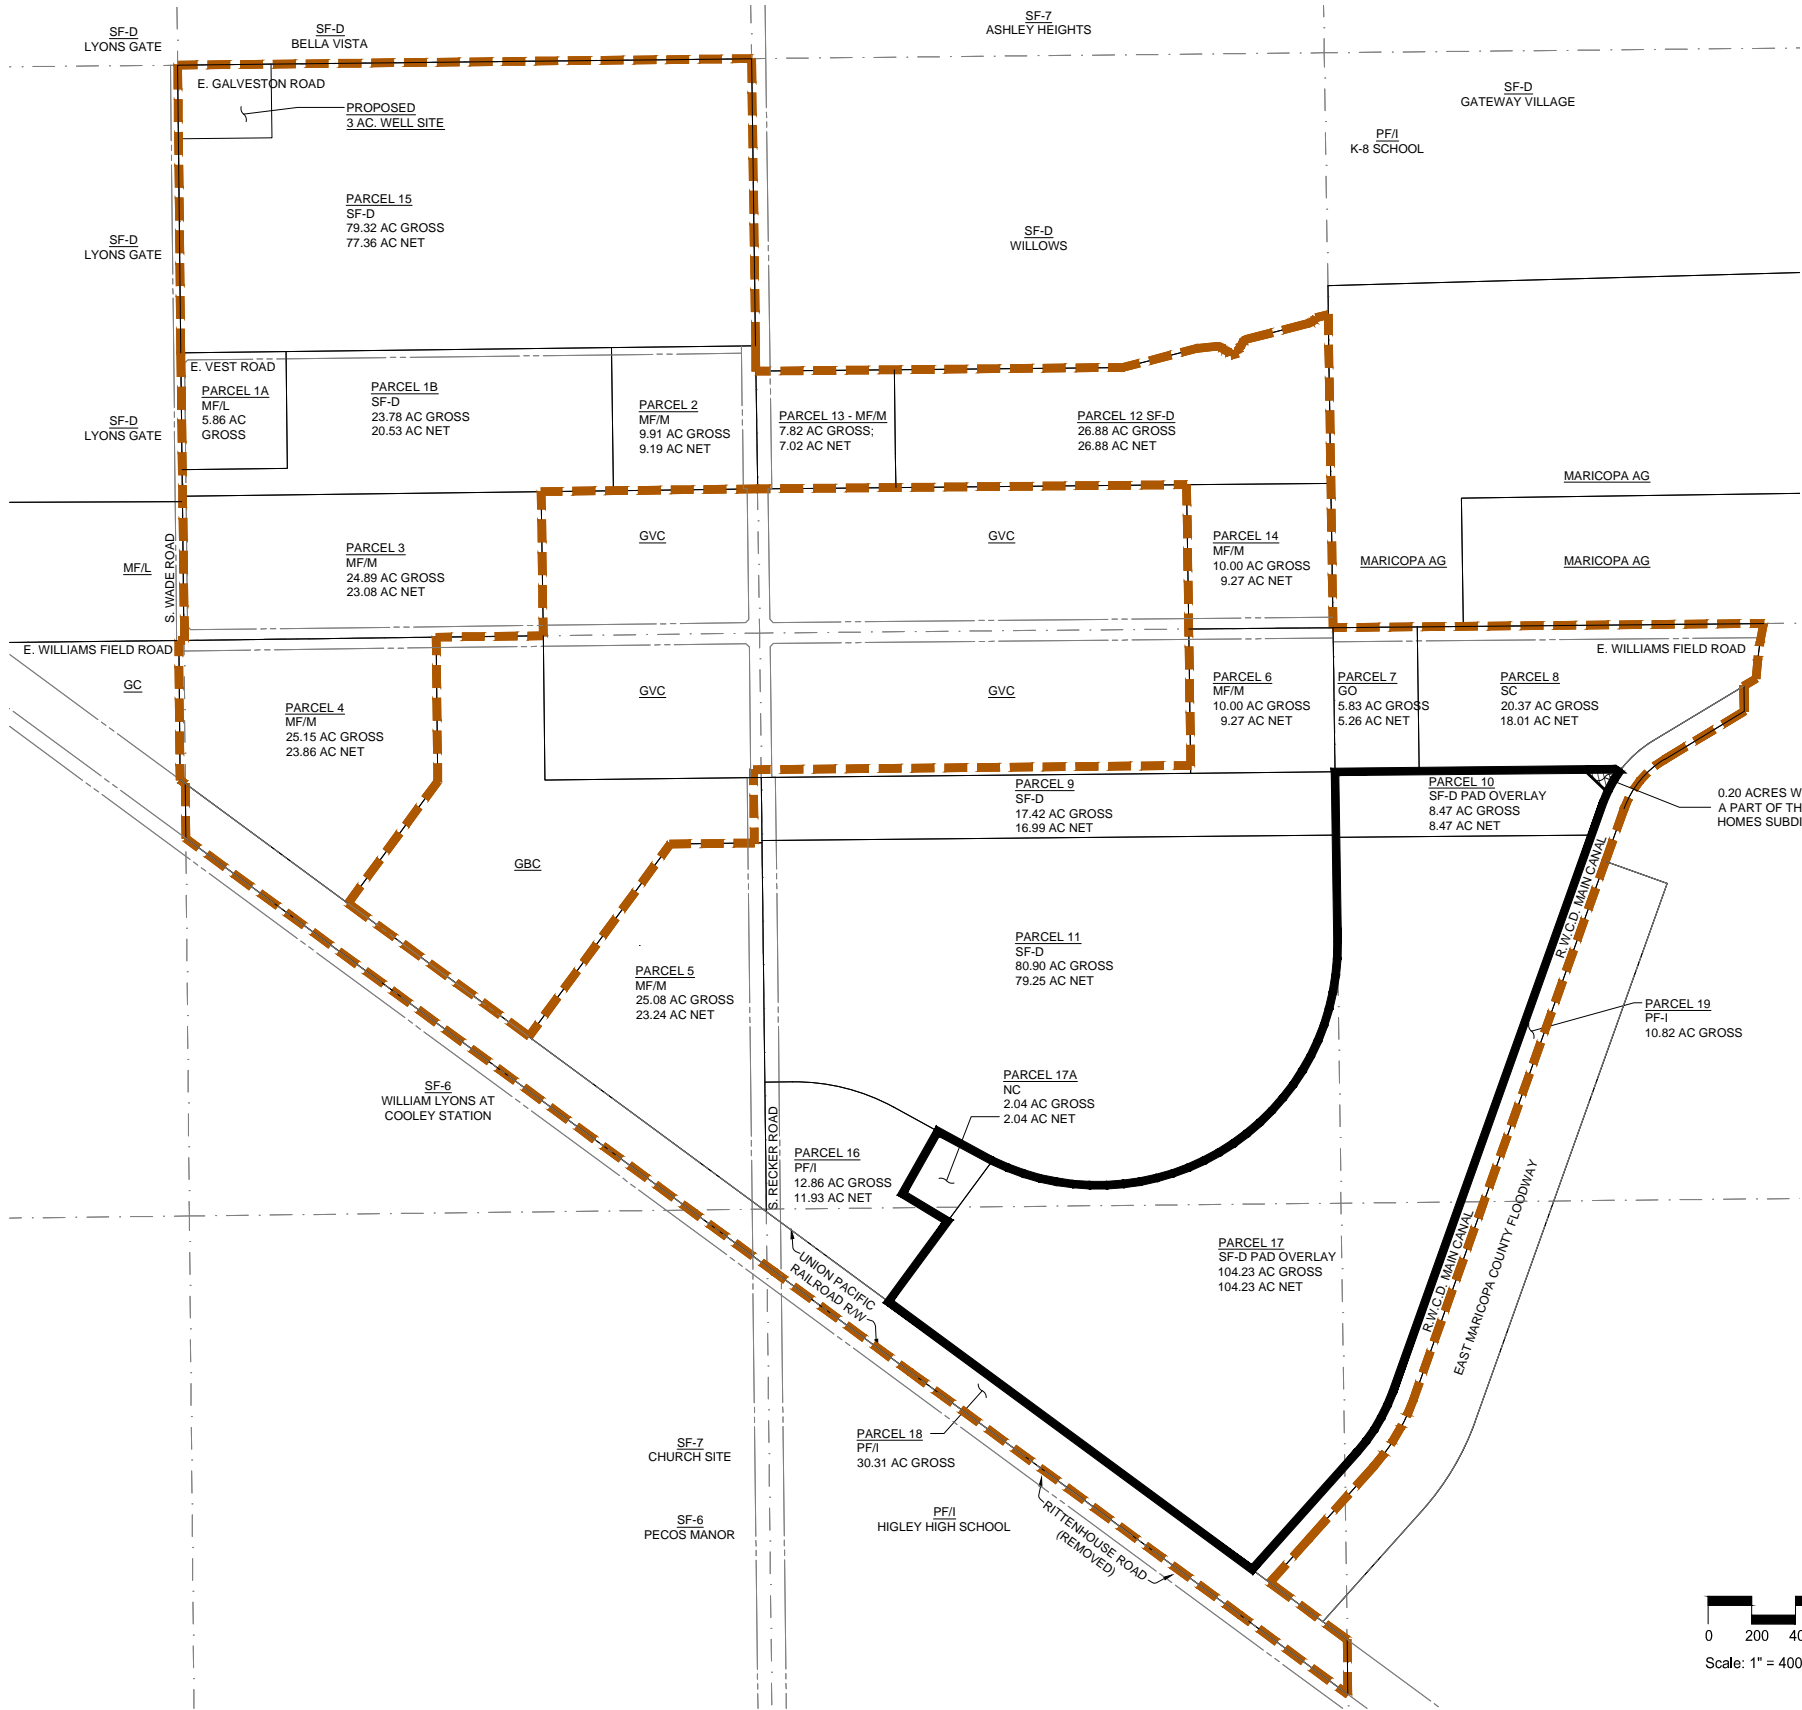 SF-D
LYONS GATE
SF-D
BELLA VISTA
SF-7
ASHLEY HEIGHTS
E. GALVESTON ROAD
PROPOSED
3 AC. WELL SITE
SF-D
GATEWAY VILLAGE
PF/I
K-8 SCHOOL
PARCEL 15
SF-D
79.32 AC GROSS
77.36 AC NET
SF-D
LYONS GATE
SF-D
WILLOWS
E. VEST ROAD
PARCEL 1A
MF/L
5.86 AC
GROSS
PARCEL 1B
SF-D
23.78 AC GROSS
20.53 AC NET
PARCEL 2
MF/M
9.91 AC GROSS
9.19 AC NET
PARCEL 13 - MF/M
7.82 AC GROSS;
7.02 AC NET
PARCEL 12 SF-D
26.88 AC GROSS
26.88 AC NET
SF-D
LYONS GATE
MARICOPA AG
MARICOPA AG
MARICOPA AG
MF/L
S. WADE ROAD
PARCEL 3
MF/M
24.89 AC GROSS
23.08 AC NET
GVC
GVC
PARCEL 14
MF/M
10.00 AC GROSS
9.27 AC NET
E. WILLIAMS FIELD ROAD
E. WILLIAMS FIELD ROAD
GC
PARCEL 4
MF/M
25.15 AC GROSS
23.86 AC NET
GVC
GVC
PARCEL 6
MF/M
10.00 AC GROSS
9.27 AC NET
PARCEL 7
GO
5.83 AC GROSS
5.26 AC NET
PARCEL 8
SC
20.37 AC GROSS
18.01 AC NET
PARCEL 9
SF-D
17.42 AC GROSS
16.99 AC NET
PARCEL 10
SF-D PAD OVERLAY
8.47 AC GROSS
8.47 AC NET
0.20 ACRES W
A PART OF TH
HOMES SUBDI
GBC
R.W.C.D. MAIN CANAL
PARCEL 5
MF/M
25.08 AC GROSS
23.24 AC NET
PARCEL 11
SF-D
80.90 AC GROSS
79.25 AC NET
PARCEL 19
PF-I
10.82 AC GROSS
SF-6
WILLIAM LYONS AT
COOLEY STATION
PARCEL 17A
NC
2.04 AC GROSS
2.04 AC NET
S. RECKER ROAD
PARCEL 16
PF/I
12.86 AC GROSS
11.93 AC NET
EAST MARICOPA COUNTY FLOODWAY
R.W.C.D. MAIN CANAL
PARCEL 17
SF-D PAD OVERLAY
104.23 AC GROSS
104.23 AC NET
UNION PACIFIC
RAILROAD R/W
PARCEL 18
PF/I
30.31 AC GROSS
SF-7
CHURCH SITE
SF-6
PECOS MANOR
PF/I
HIGLEY HIGH SCHOOL
RITTENHOUSE ROAD
(REMOVED)
0 200 40
Scale: 1" = 400